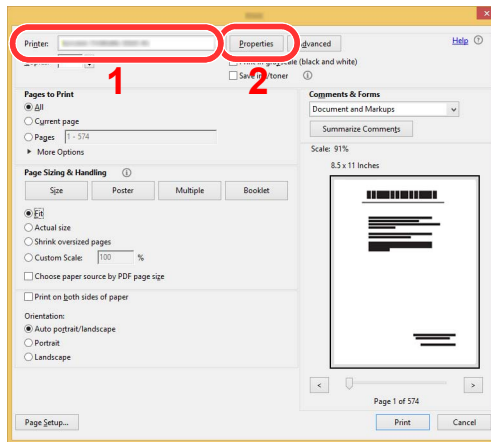 Printer: Properties Advanced Help
1 2
(black and white)
Save ink/toner
Pages to Print
All
Current page
Pages 1 - 574
More Options
Comments & Forms
Document and Markups
Summarize Comments
Scale: 91%
8.5 x 11 Inches
Page Sizing & Handling
Size Poster Multiple Booklet
Fit
Actual size
Shrink oversized pages
Custom Scale: 100 %
Choose paper source by PDF page size
Print on both sides of paper
Orientation:
Auto portrait/landscape
Portrait
Landscape
< >
Page 1 of 574
Page Setup... Print Cancel